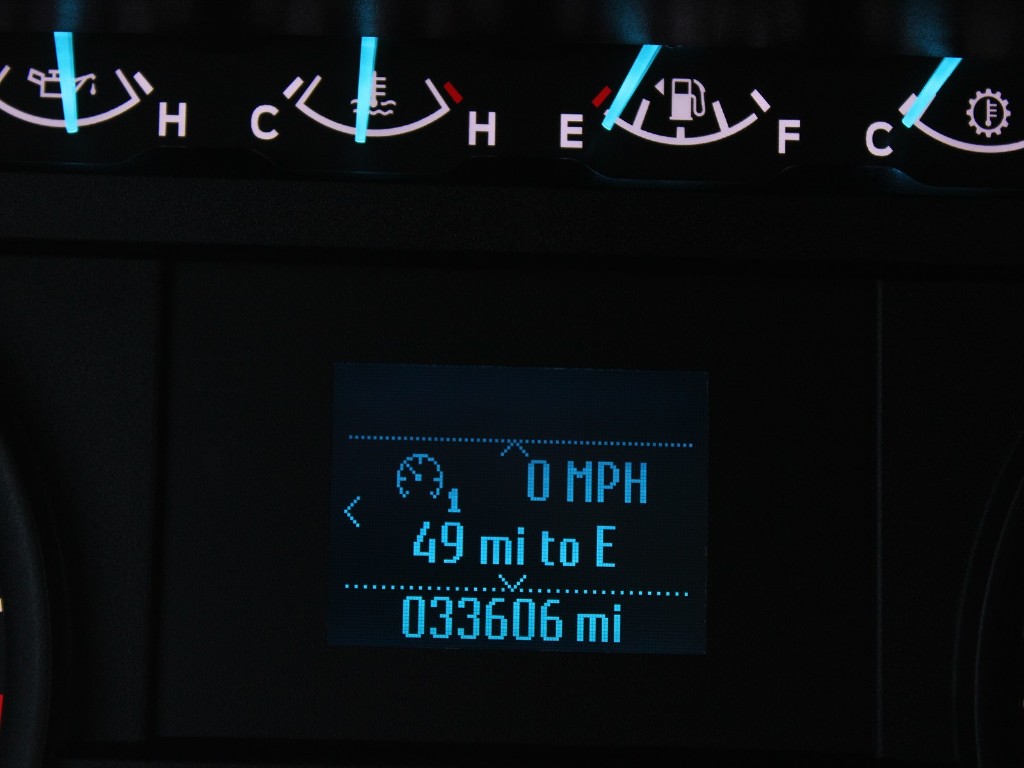 H C H E F C
0 MPH
1
49 mi to E
033606 mi